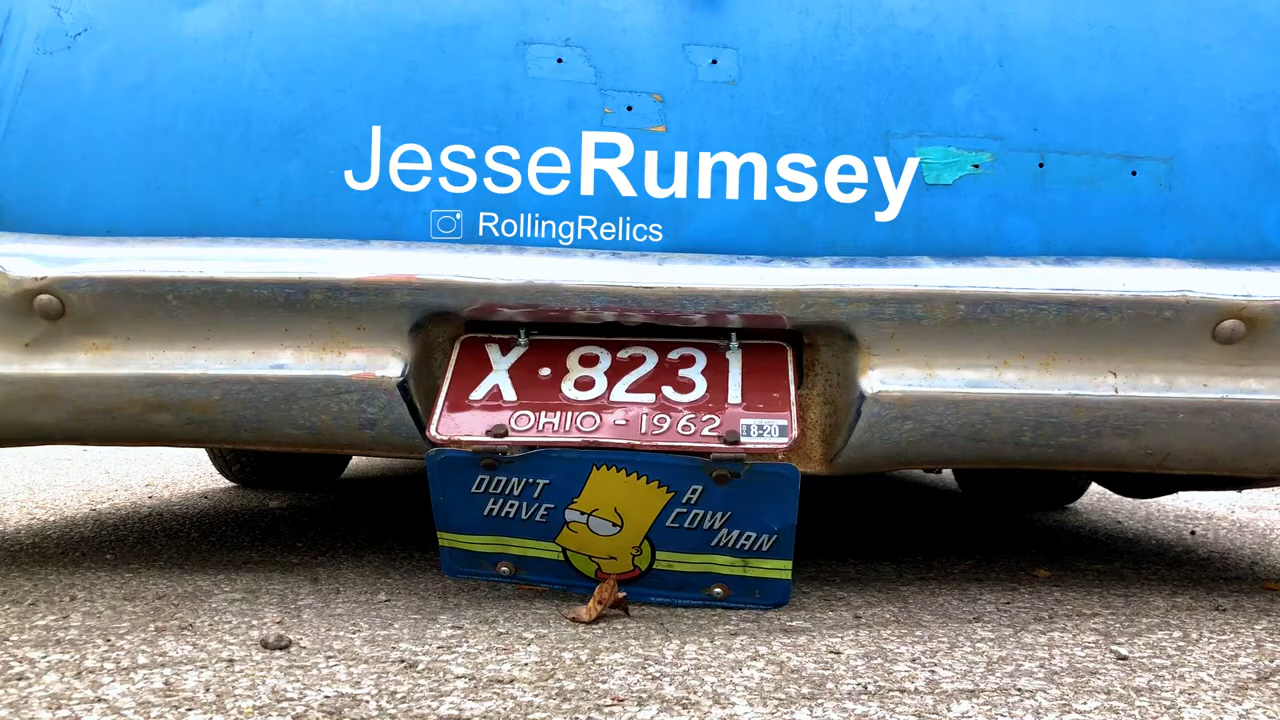 JesseRumsey
RollingRelics
X·8231
OHIO - 1962
8-20
DON'T HAVE
A COW MAN